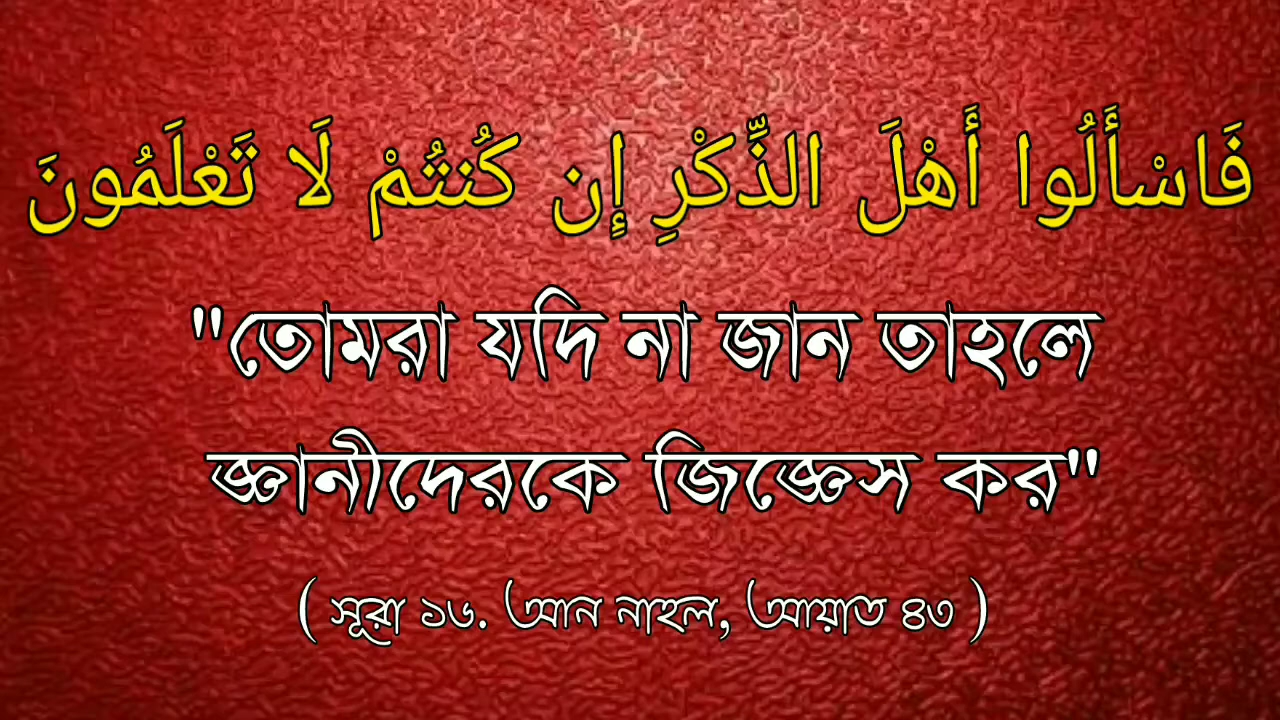 فَاسْأَلُوا أَهْلَ الذِّكْرِ إِن كُنتُمْ لَا تَعْلَمُونَ
"তোমরা যদি না জান তাহলে
জ্ঞানীদেরকে জিজ্ঞেস কর"
( সূরা ১৬. আন নাহল, আয়াত ৪৩ )